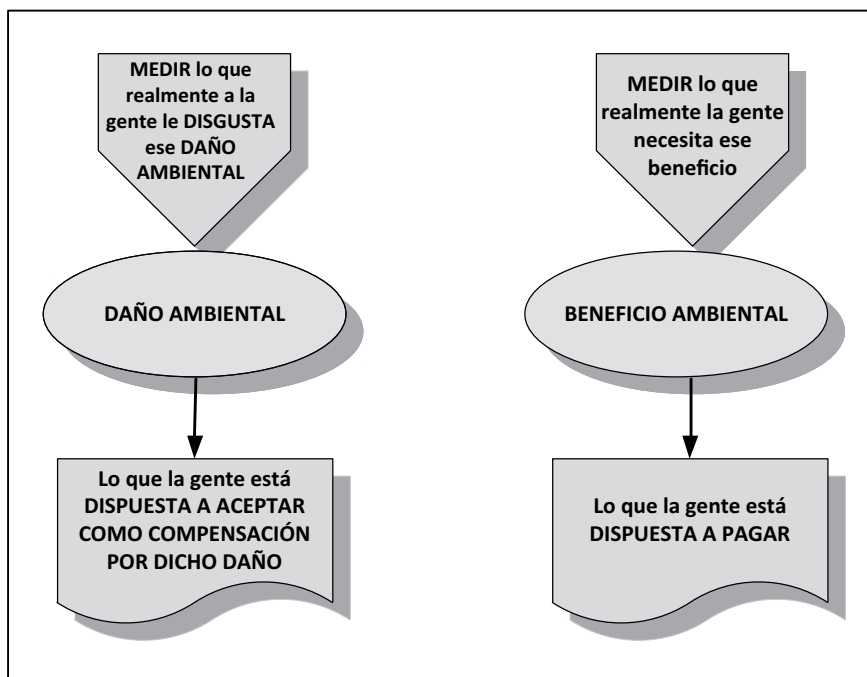 MEDIR lo que
realmente a la
gente le DISGUSTA
ese DAÑO
AMBIENTAL
DAÑO AMBIENTAL
Lo que la gente está
DISPUESTA A ACEPTAR
COMO COMPENSACIÓN
POR DICHO DAÑO
MEDIR lo que
realmente la gente
necesita ese
beneficio
BENEFICIO AMBIENTAL
Lo que la gente está
DISPUESTA A PAGAR